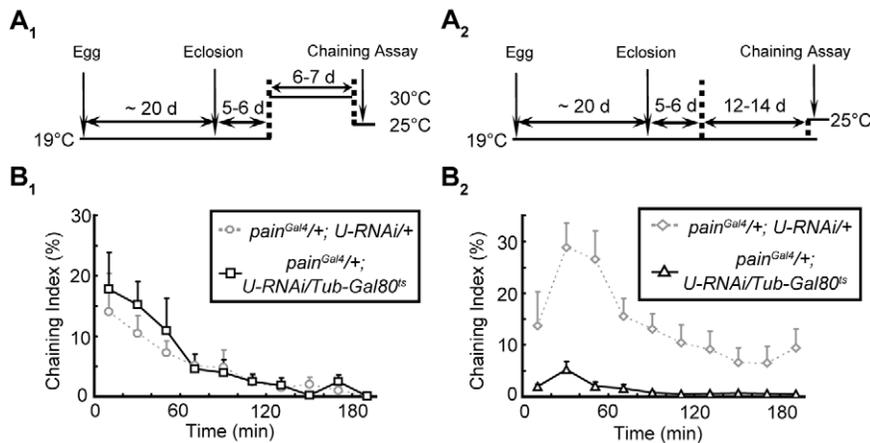 A1
Egg Eclosion Chaining Assay
6-7 d
~ 20 d 5-6 d
30°C
25°C
19°C
A2
Egg Eclosion Chaining Assay
~ 20 d 5-6 d 12-14 d
25°C
19°C
B1
Chaining Index (%)
30
20
10
0
0 60 120 180
Time (min)
painGal4/+; U-RNAi/+
painGal4/+;
U-RNAi/Tub-Gal80ts
B2
Chaining Index (%)
30
20
10
0
0 60 120 180
Time (min)
painGal4/+; U-RNAi/+
painGal4/+;
U-RNAi/Tub-Gal80ts